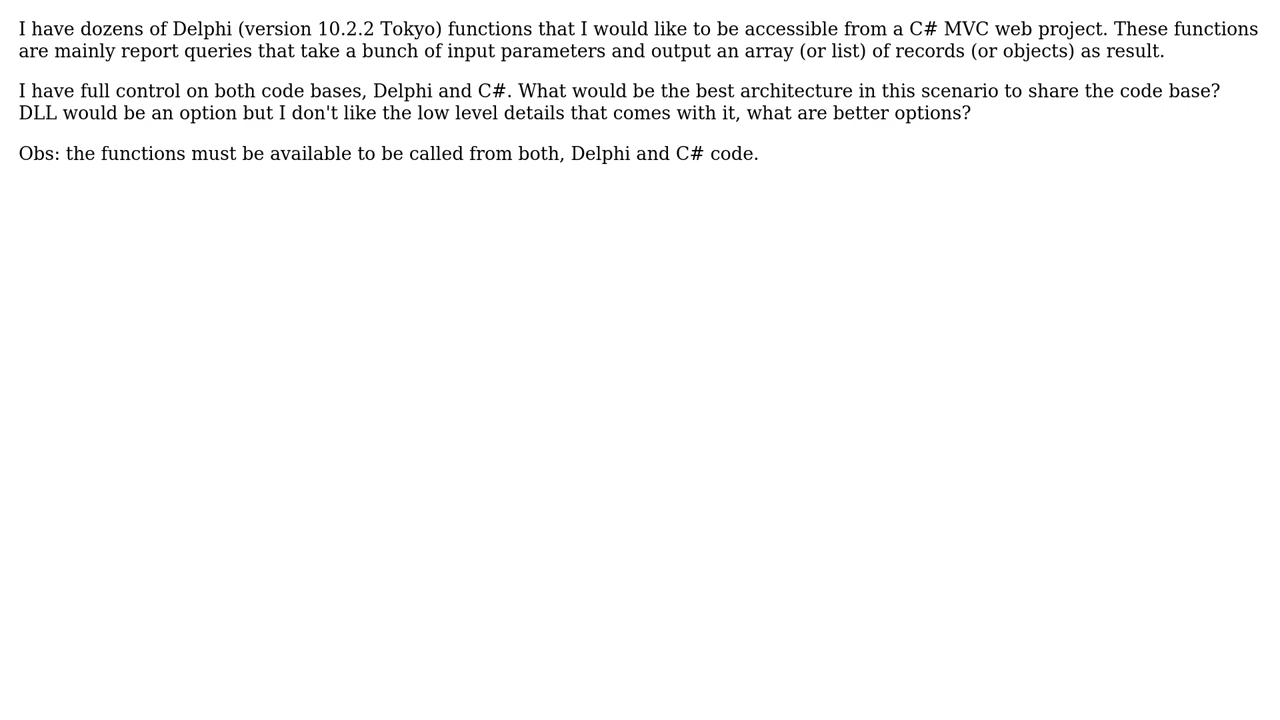 I have dozens of Delphi (version 10.2.2 Tokyo) functions that I would like to be accessible from a C# MVC web project. These functions
are mainly report queries that take a bunch of input parameters and output an array (or list) of records (or objects) as result.
I have full control on both code bases, Delphi and C#. What would be the best architecture in this scenario to share the code base?
DLL would be an option but I don't like the low level details that comes with it, what are better options?
Obs: the functions must be available to be called from both, Delphi and C# code.